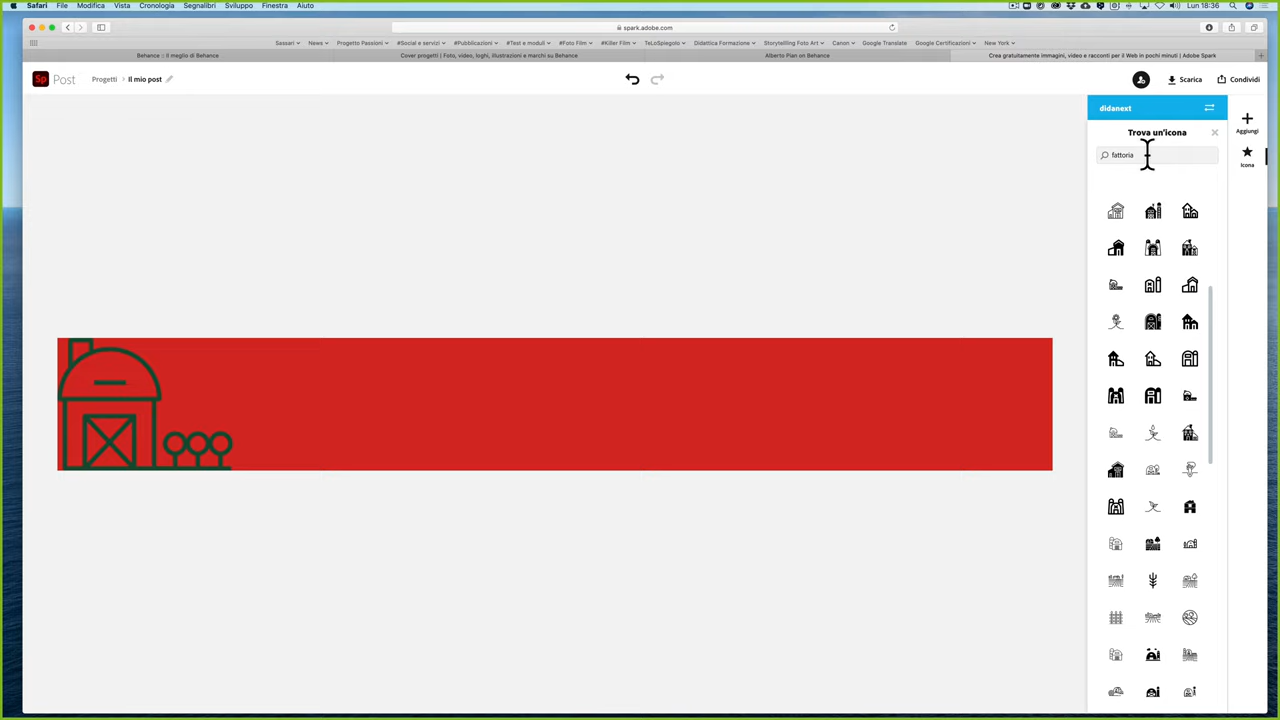 Safari File Modifica Vista Cronologia Segnalibri Sviluppo Finestra Aiuto Lun 18:36
spark.adobe.com
Sassari News Progetto Passioni #Social e servizi #Pubblicazioni #Test e moduli #Foto Film #Killer Film TeLoSpiegolo Didattica Formazione Storytelling Foto Art Canon Google Translate Google Certificazioni New York
Behance :: Il meglio di Behance Cover progetti | Foto, video, loghi, illustrazioni e marchi su Behance Alberto Pian on Behance Crea gratuitamente immagini, video e racconti per il Web in pochi minuti | Adobe Spark
Sp Post Progetti Il mio post Scarica Condividi
didanext
Trova un'icona
fattoria
Aggiungi
Icona